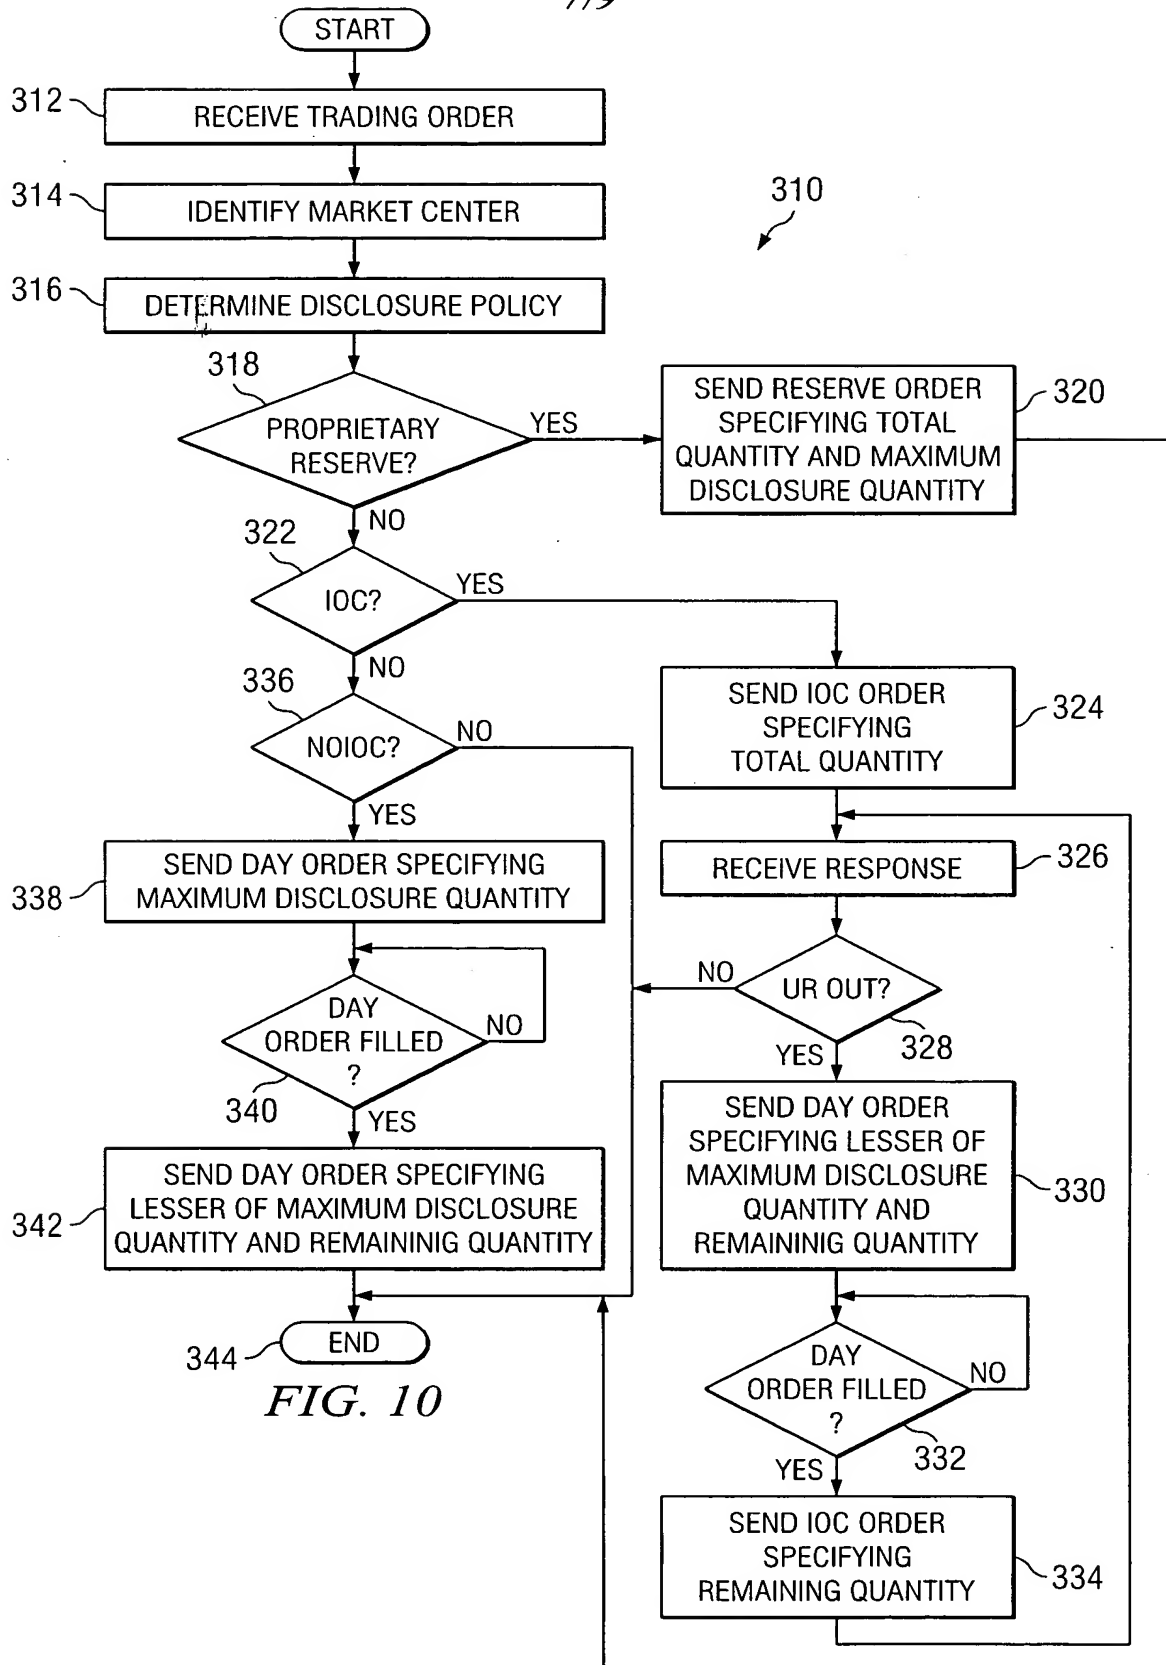 START
312
RECEIVE TRADING ORDER
314
IDENTIFY MARKET CENTER
310
316
DETERMINE DISCLOSURE POLICY
318
PROPRIETARY
RESERVE?
YES
NO
SEND RESERVE ORDER
SPECIFYING TOTAL
QUANTITY AND MAXIMUM
DISCLOSURE QUANTITY
320
322
IOC?
YES
NO
336
NOIOC?
NO
YES
SEND IOC ORDER
SPECIFYING
TOTAL QUANTITY
324
338
SEND DAY ORDER SPECIFYING
MAXIMUM DISCLOSURE QUANTITY
RECEIVE RESPONSE
326
UR OUT?
NO
328
YES
DAY
ORDER FILLED
?
NO
340
YES
SEND DAY ORDER
SPECIFYING LESSER OF
MAXIMUM DISCLOSURE
QUANTITY AND
REMAININIG QUANTITY
330
342
SEND DAY ORDER SPECIFYING
LESSER OF MAXIMUM DISCLOSURE
QUANTITY AND REMAININIG QUANTITY
344
END
DAY
ORDER FILLED
?
NO
332
YES
SEND IOC ORDER
SPECIFYING
REMAINING QUANTITY
334
FIG. 10